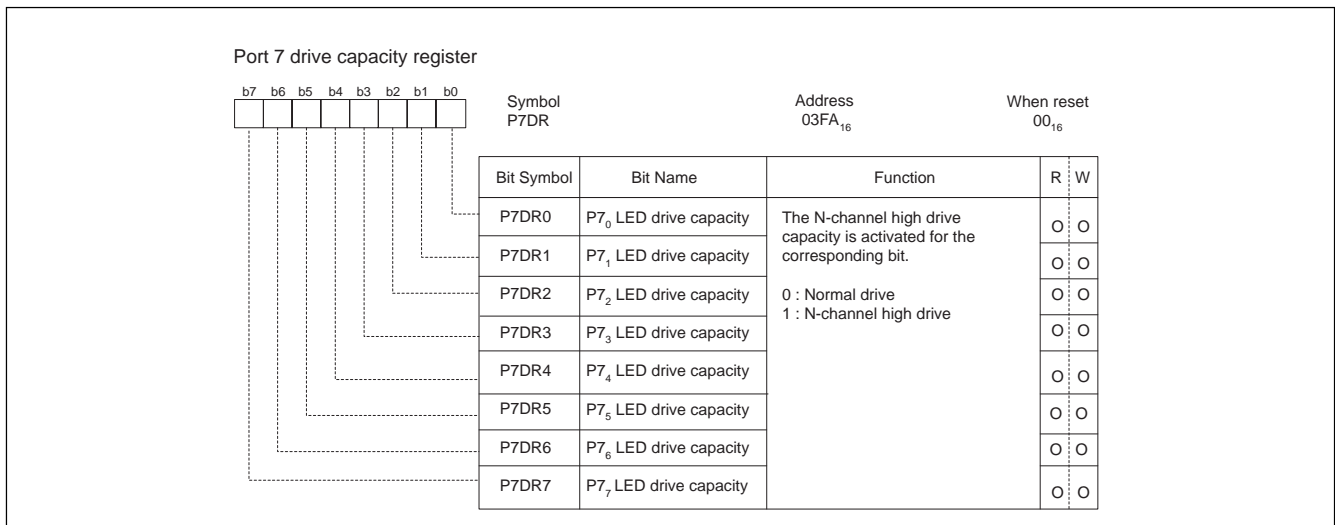 Port 7 drive capacity register
b7 b6 b5 b4 b3 b2 b1 b0
Symbol Address When reset
P7DR 03FA₁₆ 00₁₆
Bit Symbol Bit Name Function R W
P7DR0 P7₀ LED drive capacity The N-channel high drive capacity is activated for the corresponding bit. O O
P7DR1 P7₁ LED drive capacity O O
P7DR2 P7₂ LED drive capacity 0 : Normal drive O O
1 : N-channel high drive
P7DR3 P7₃ LED drive capacity O O
P7DR4 P7₄ LED drive capacity O O
P7DR5 P7₅ LED drive capacity O O
P7DR6 P7₆ LED drive capacity O O
P7DR7 P7₇ LED drive capacity O O